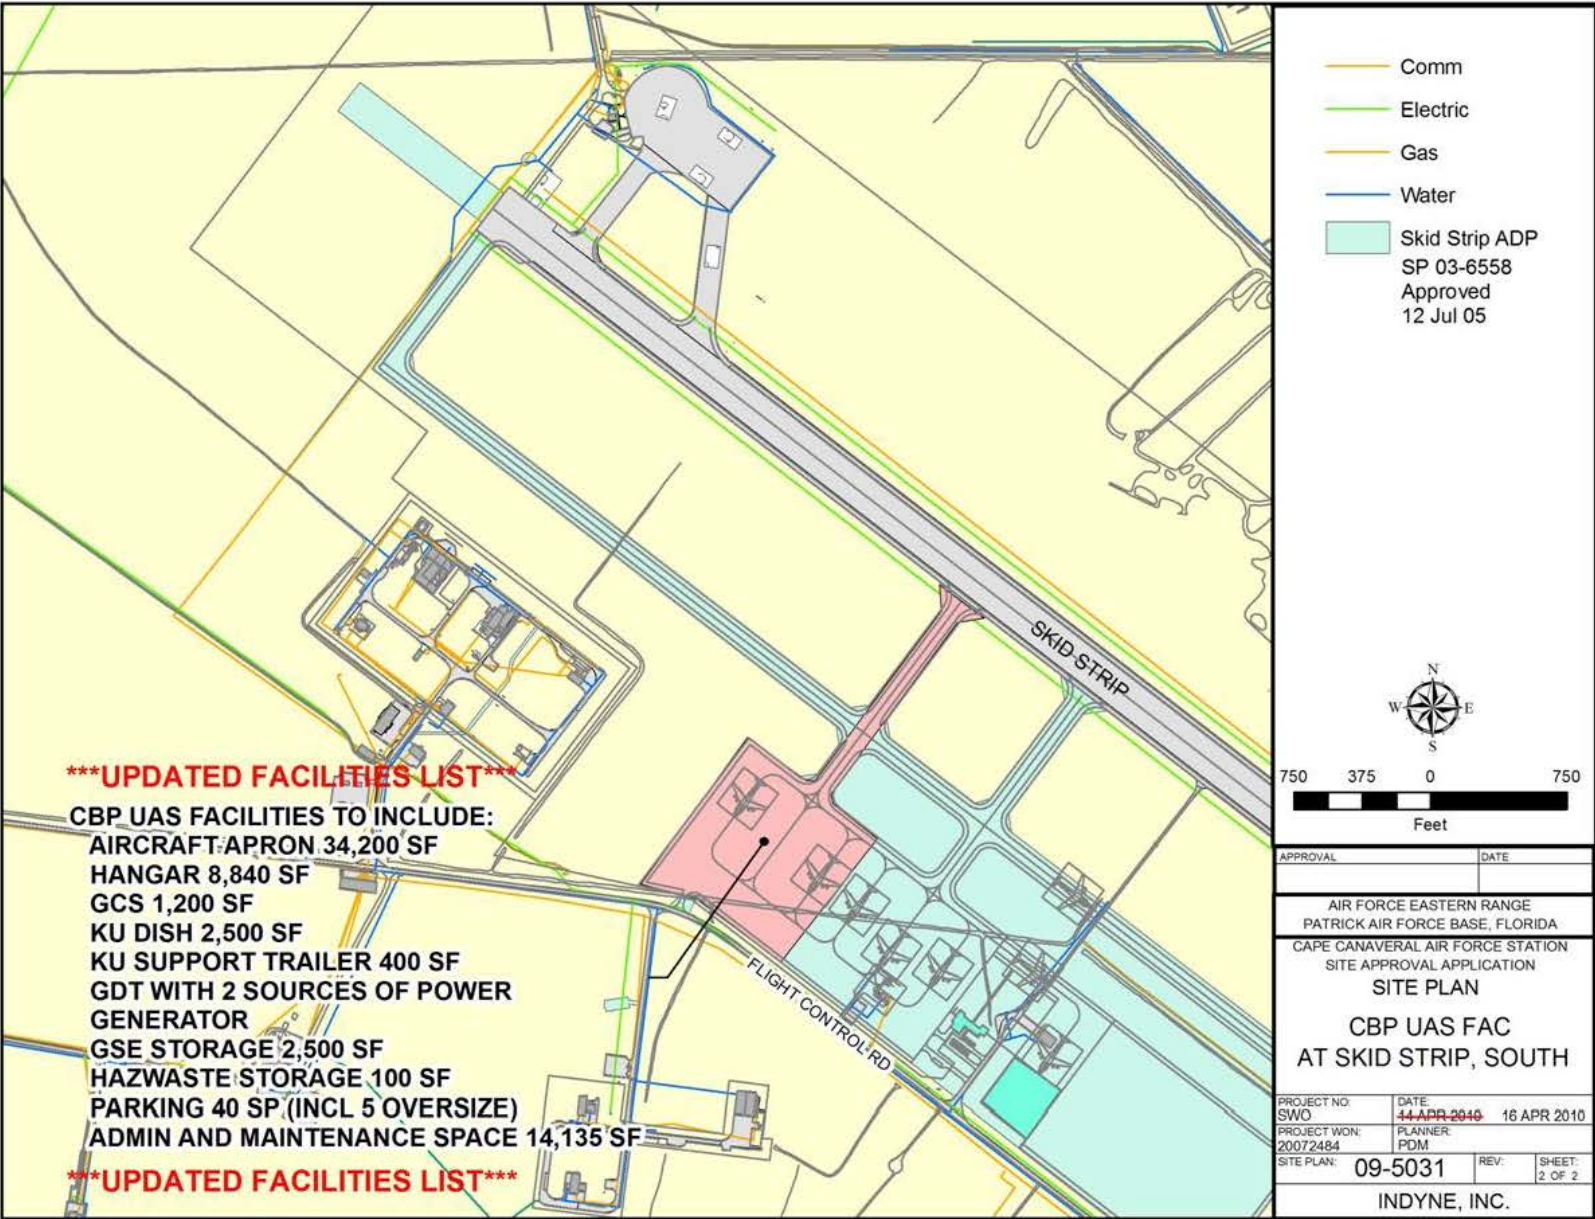 Comm
Electric
Gas
Water
Skid Strip ADP
SP 03-6558
Approved
12 Jul 05
SKID STRIP
FLIGHT CONTROL RD
***UPDATED FACILITIES LIST***
CBP UAS FACILITIES TO INCLUDE:
AIRCRAFT APRON 34,200 SF
HANGAR 8,840 SF
GCS 1,200 SF
KU DISH 2,500 SF
KU SUPPORT TRAILER 400 SF
GDT WITH 2 SOURCES OF POWER
GENERATOR
GSE STORAGE 2,500 SF
HAZWASTE STORAGE 100 SF
PARKING 40 SP (INCL 5 OVERSIZE)
ADMIN AND MAINTENANCE SPACE 14,135 SF
***UPDATED FACILITIES LIST***
N
W E
S
750 375 0 750
Feet
APPROVAL DATE
AIR FORCE EASTERN RANGE
PATRICK AIR FORCE BASE, FLORIDA
CAPE CANAVERAL AIR FORCE STATION
SITE APPROVAL APPLICATION
SITE PLAN
CBP UAS FAC
AT SKID STRIP, SOUTH
PROJECT NO: DATE:
SWO 14 APR 2010 16 APR 2010
PROJECT WON: PLANNER:
20072484 PDM
SITE PLAN: 09-5031 REV: SHEET:
2 OF 2
INDYNE, INC.